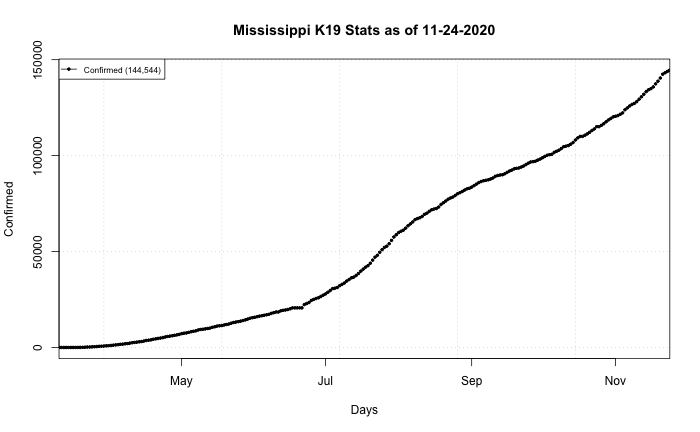 Mississippi K19 Stats as of 11-24-2020
Confirmed (144,544)
150000
100000
50000
0
Confirmed
May
Jul
Sep
Nov
Days